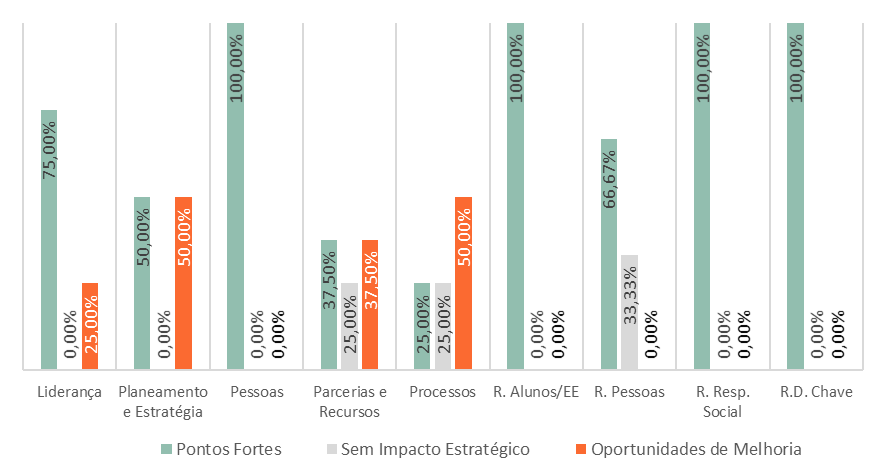 75,00%
0,00%
25,00%
50,00%
0,00%
50,00%
100,00%
0,00%
0,00%
37,50%
25,00%
37,50%
25,00%
25,00%
50,00%
100,00%
0,00%
0,00%
66,67%
33,33%
0,00%
100,00%
0,00%
0,00%
100,00%
0,00%
0,00%
Liderança
Planeamento
e Estratégia
Pessoas
Parcerias e
Recursos
Processos
R. Alunos/EE
R. Pessoas
R. Resp.
Social
R.D. Chave
Pontos Fortes
Sem Impacto Estratégico
Oportunidades de Melhoria